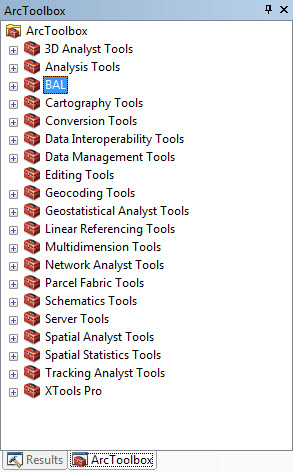 ArcToolbox
ArcToolbox
3D Analyst Tools
Analysis Tools
BAL
Cartography Tools
Conversion Tools
Data Interoperability Tools
Data Management Tools
Editing Tools
Geocoding Tools
Geostatistical Analyst Tools
Linear Referencing Tools
Multidimension Tools
Network Analyst Tools
Parcel Fabric Tools
Schematics Tools
Server Tools
Spatial Analyst Tools
Spatial Statistics Tools
Tracking Analyst Tools
XTools Pro
Results ArcToolbox